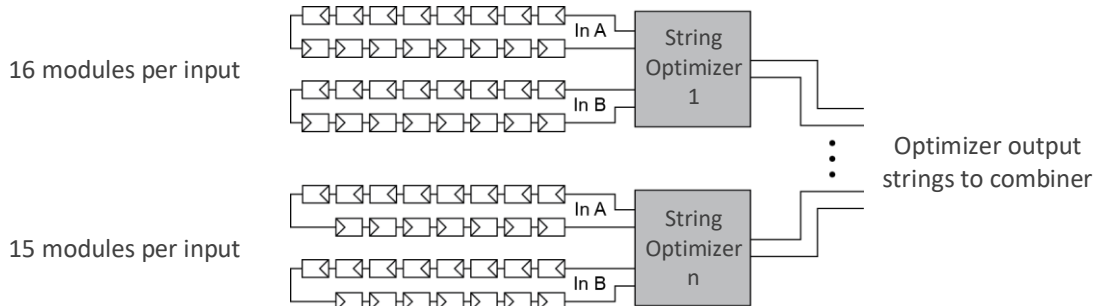 16 modules per input
In A
In B
String
Optimizer
1
Optimizer output
strings to combiner
15 modules per input
In A
In B
String
Optimizer
n